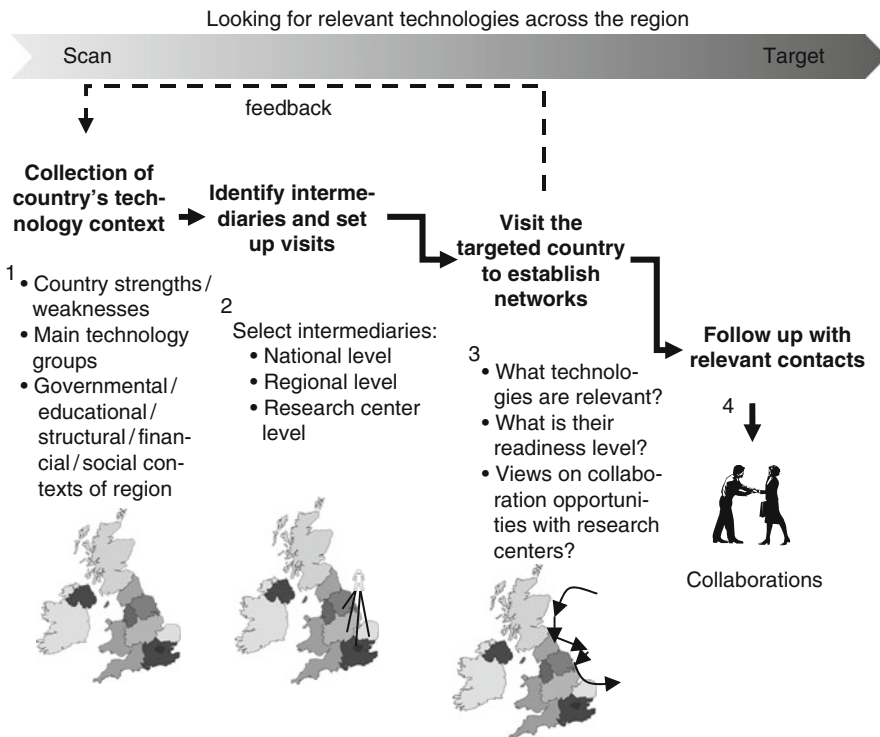 Looking for relevant technologies across the region
Scan
Target
feedback
Collection of
country's tech-
nology context
1
• Country strengths/
weaknesses
• Main technology
groups
• Governmental/
educational/
structural/finan-
cial/social con-
texts of region
Identify interme-
diaries and set
up visits
2
Select intermediaries:
• National level
• Regional level
• Research center
level
Visit the
targeted country
to establish
networks
3
• What technolo-
gies are relevant?
• What is their
readiness level?
• Views on collabo-
ration opportuni-
ties with research
centers?
Follow up with
relevant contacts
4
Collaborations